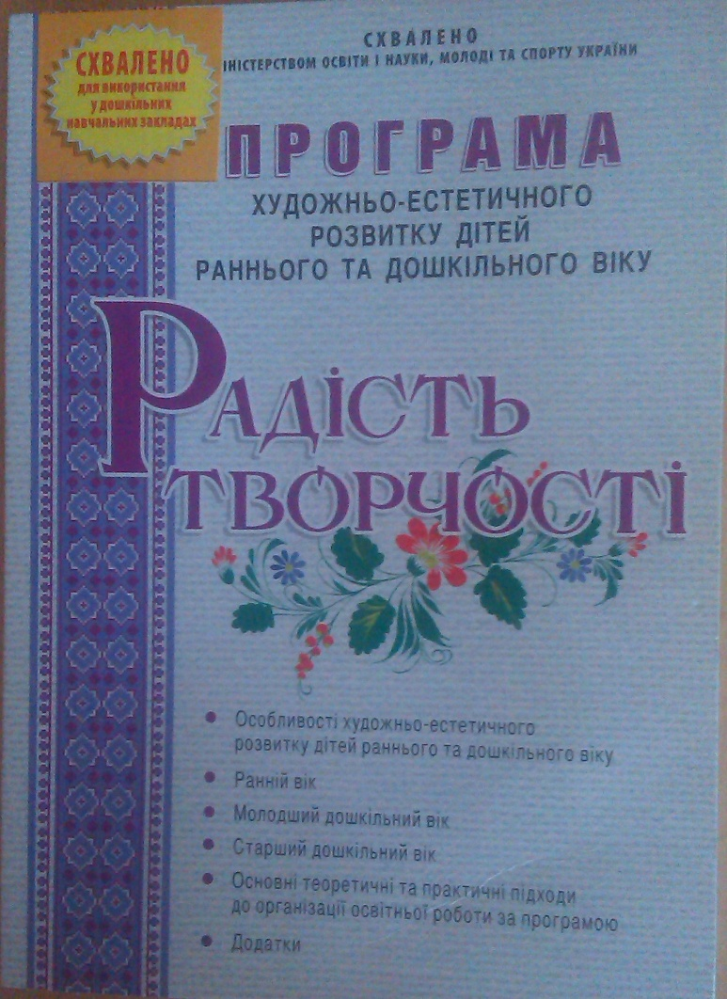 СХВАЛЕНО
для використання
у дошкільних
навчальних закладах
СХВАЛЕНО
ІНІСТЕРСТВОМ ОСВІТИ І НАУКИ, МОЛОДІ ТА СПОРТУ УКРАЇНИ
ПРОГРАМА
ХУДОЖНЬО-ЕСТЕТИЧНОГО
РОЗВИТКУ ДІТЕЙ
РАННЬОГО ТА ДОШКІЛЬНОГО ВІКУ
РАДІСТЬ
ТВОРЧОСТІ
• Особливості художньо-естетичного
розвитку дітей раннього та дошкільного віку
• Ранній вік
• Молодший дошкільний вік
• Старший дошкільний вік
• Основні теоретичні та практичні підходи
до організації освітньої роботи за програмою
• Додатки